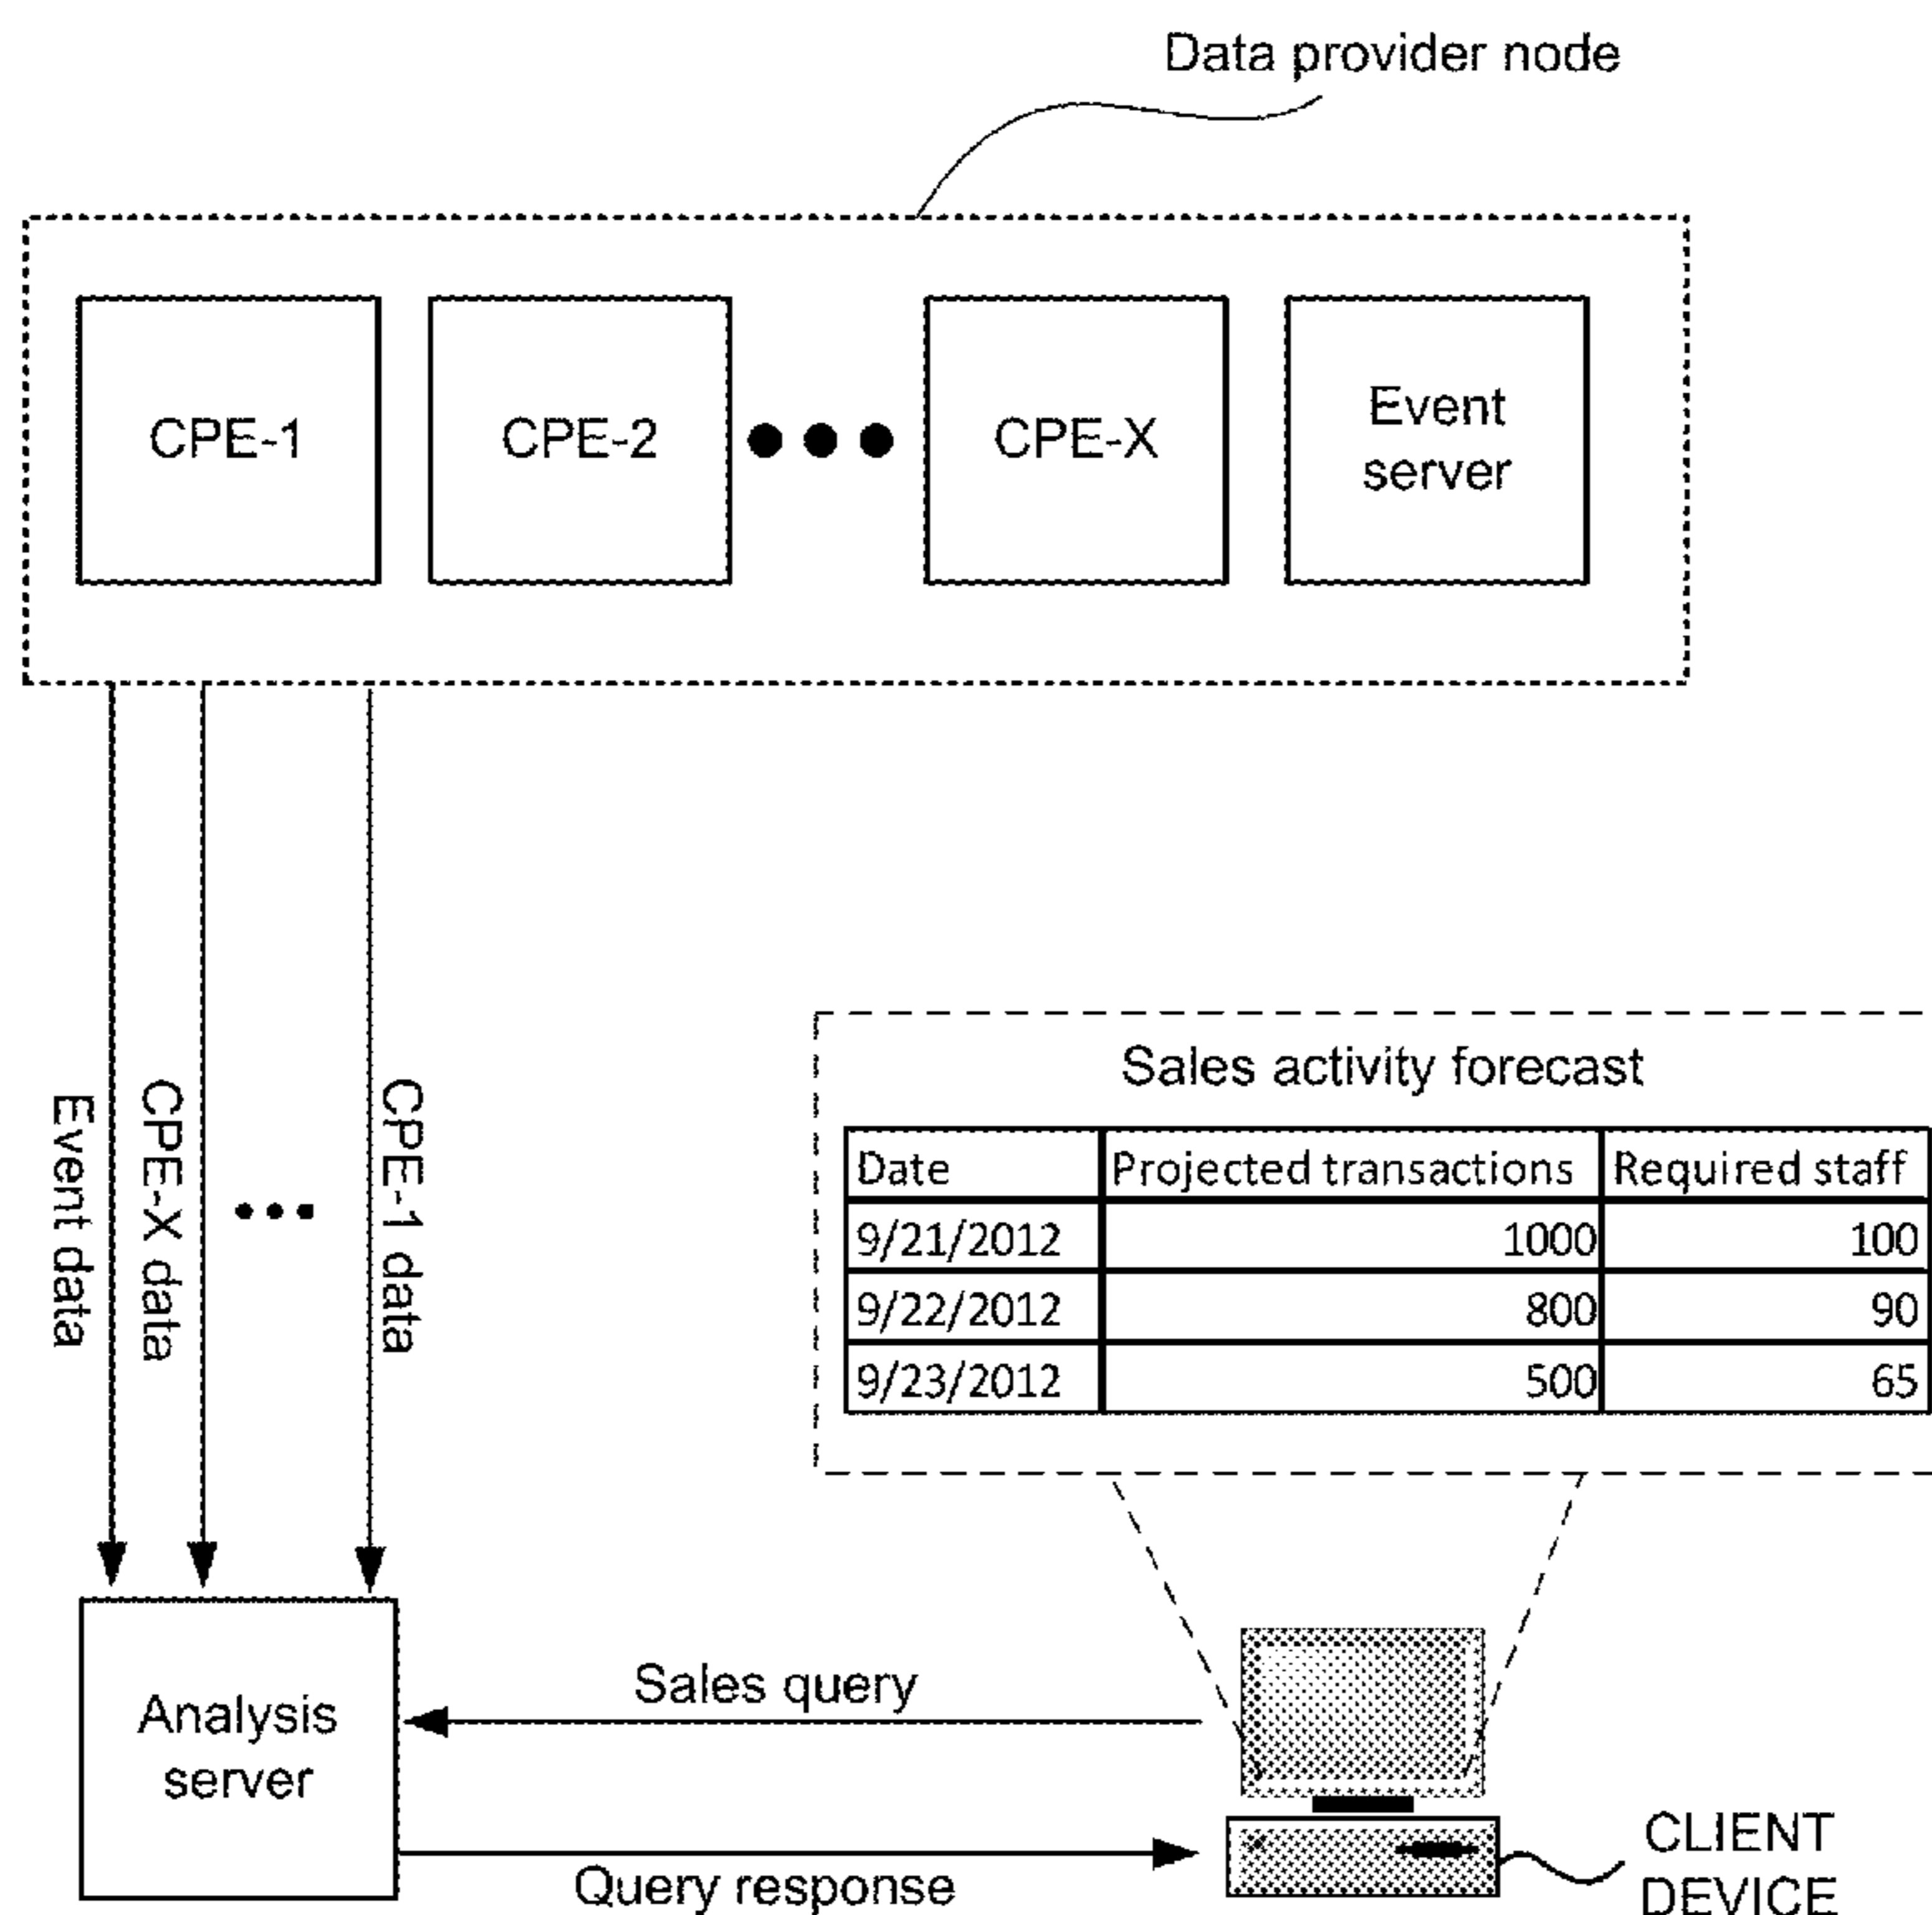 Data provider node
CPE-1
CPE-2
CPE-X
Event
server
Event data
CPE-X data
CPE-1 data
Sales activity forecast
Date Projected transactions Required staff
9/21/2012 1000 100
9/22/2012 800 90
9/23/2012 500 65
Analysis
server
Sales query
Query response
CLIENT
DEVICE